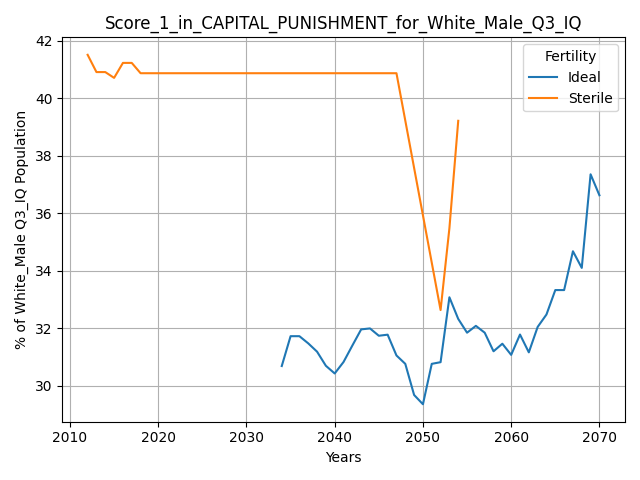 Score_1_in_CAPITAL_PUNISHMENT_for_White_Male_Q3_IQ
% of White_Male Q3_IQ Population
42
40
38
36
34
32
30
Fertility
Ideal
Sterile
2010 2020 2030 2040 2050 2060 2070
Years